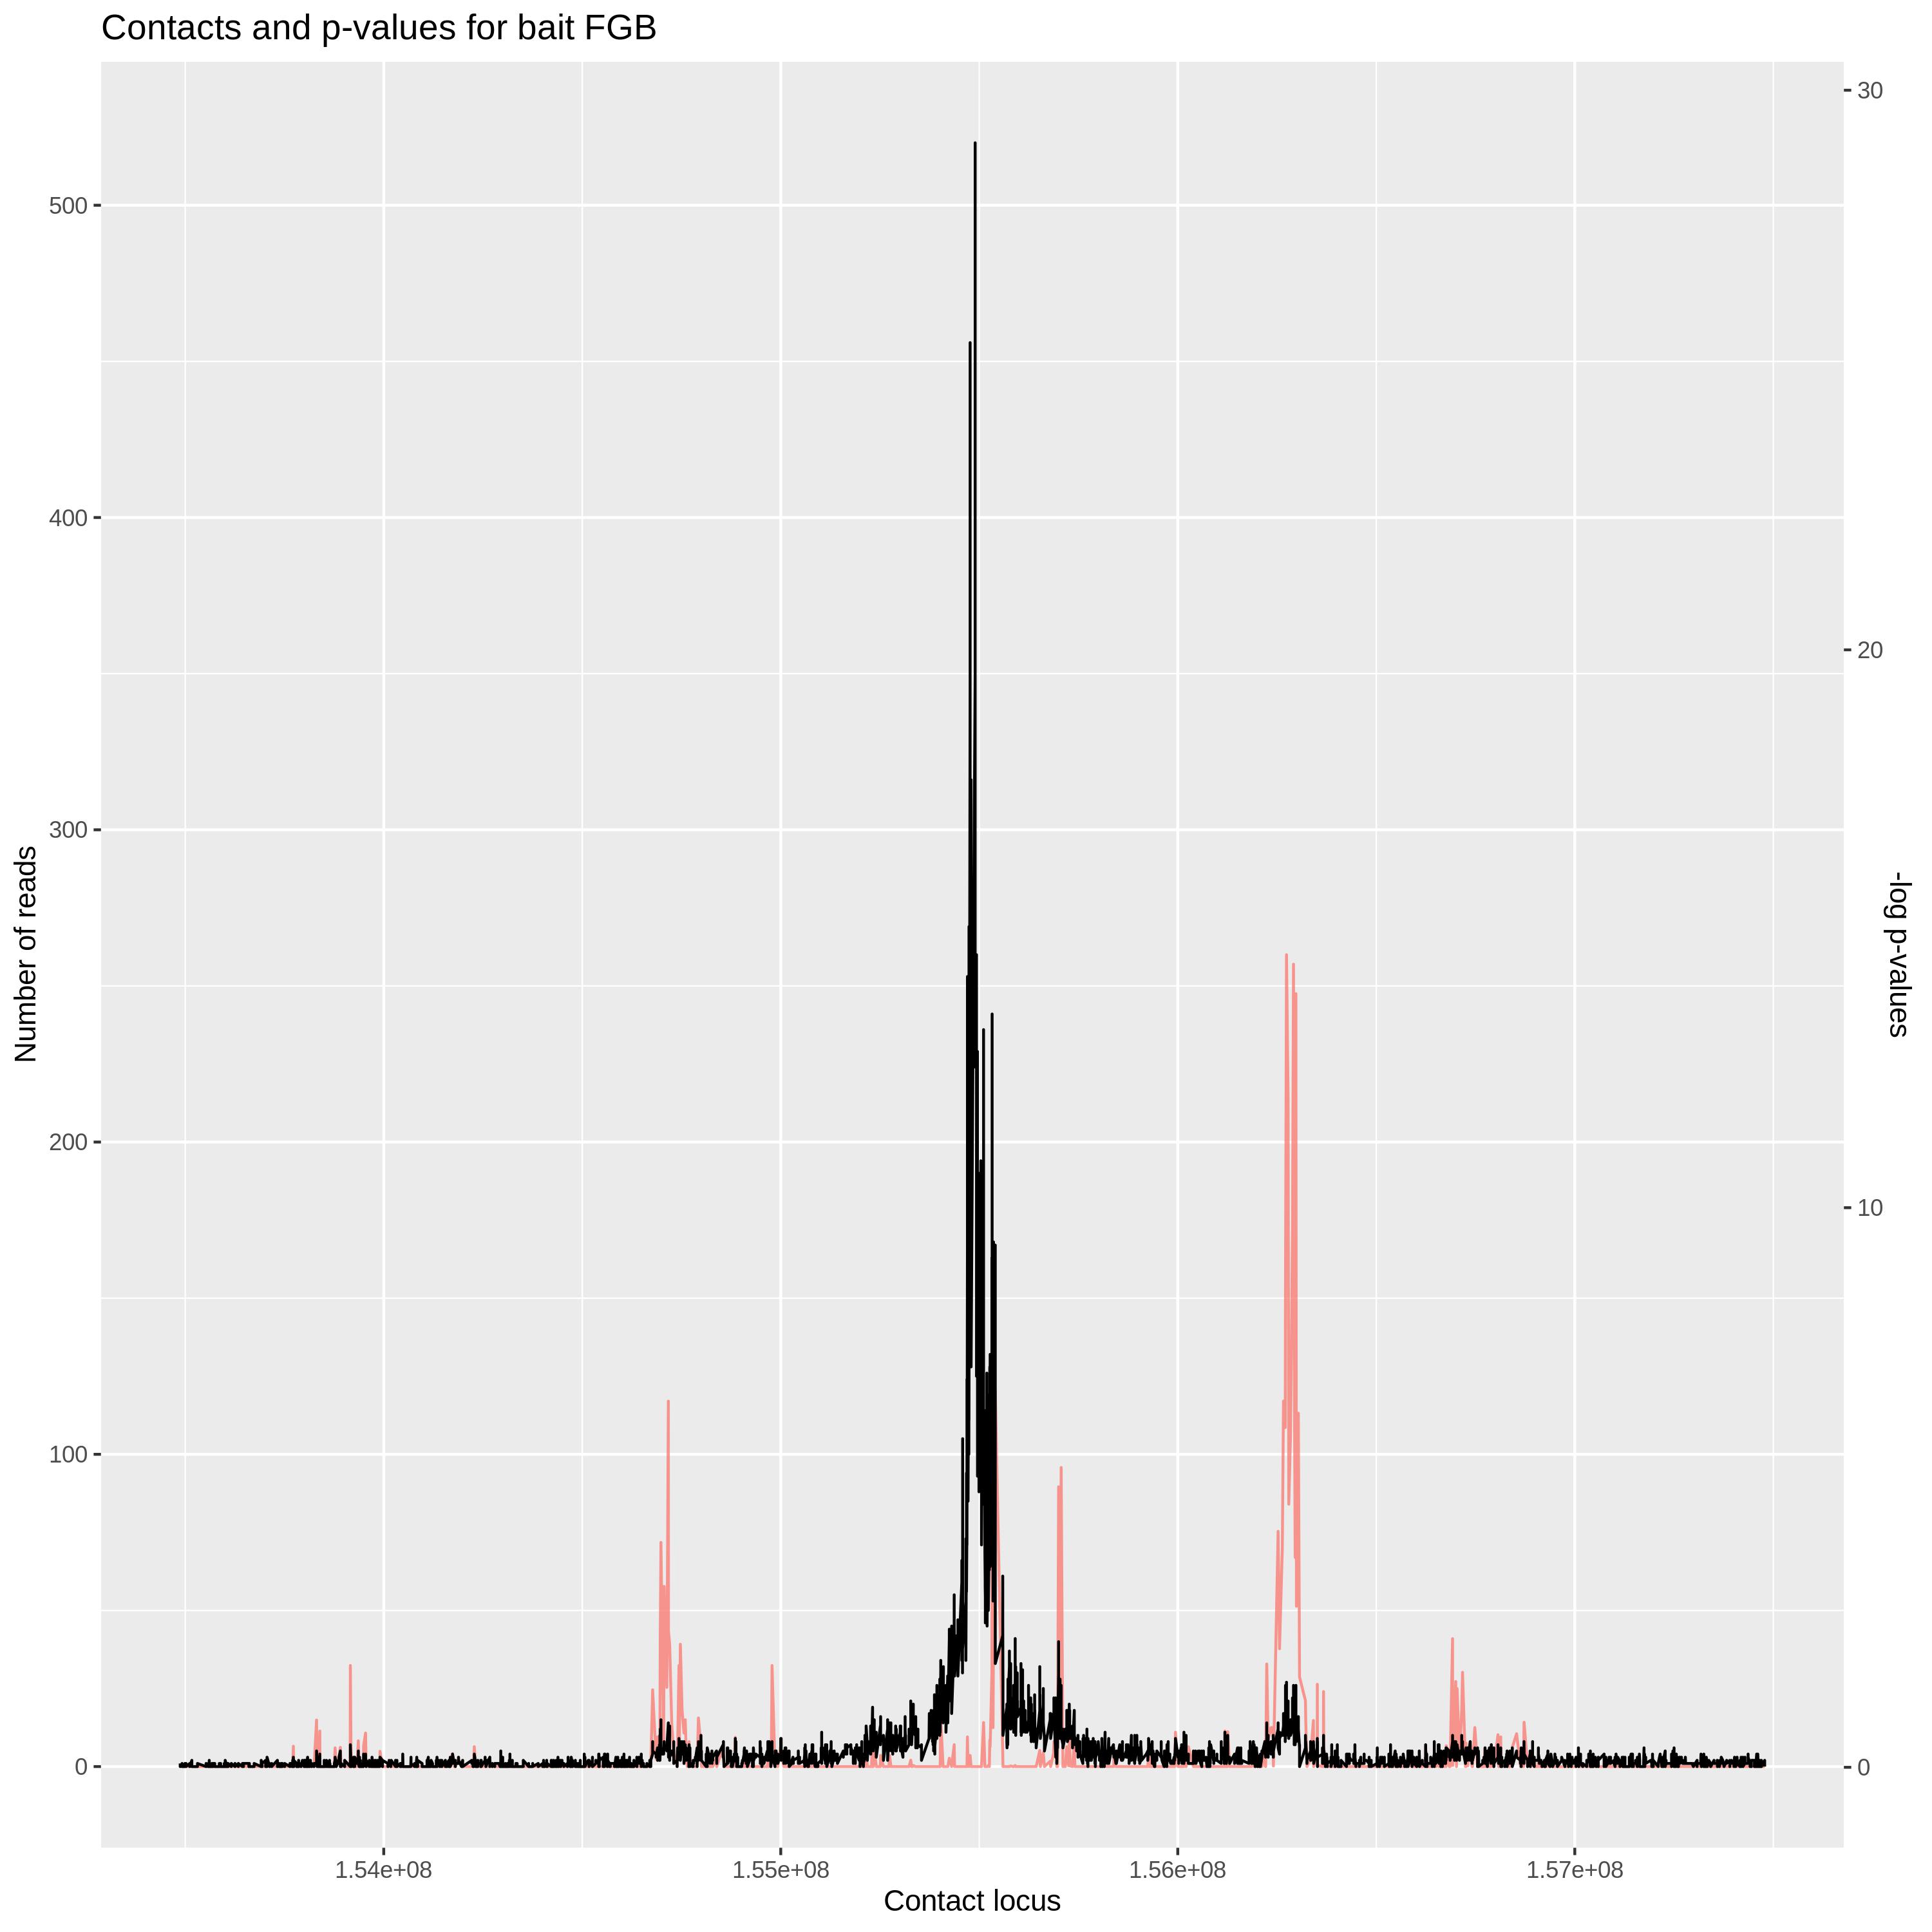 Contacts and p-values for bait FGB
30
500
400
20
300
Number of reads
-log p-values
200
10
100
0
0
1.54e+08
1.55e+08
1.56e+08
1.57e+08
Contact locus